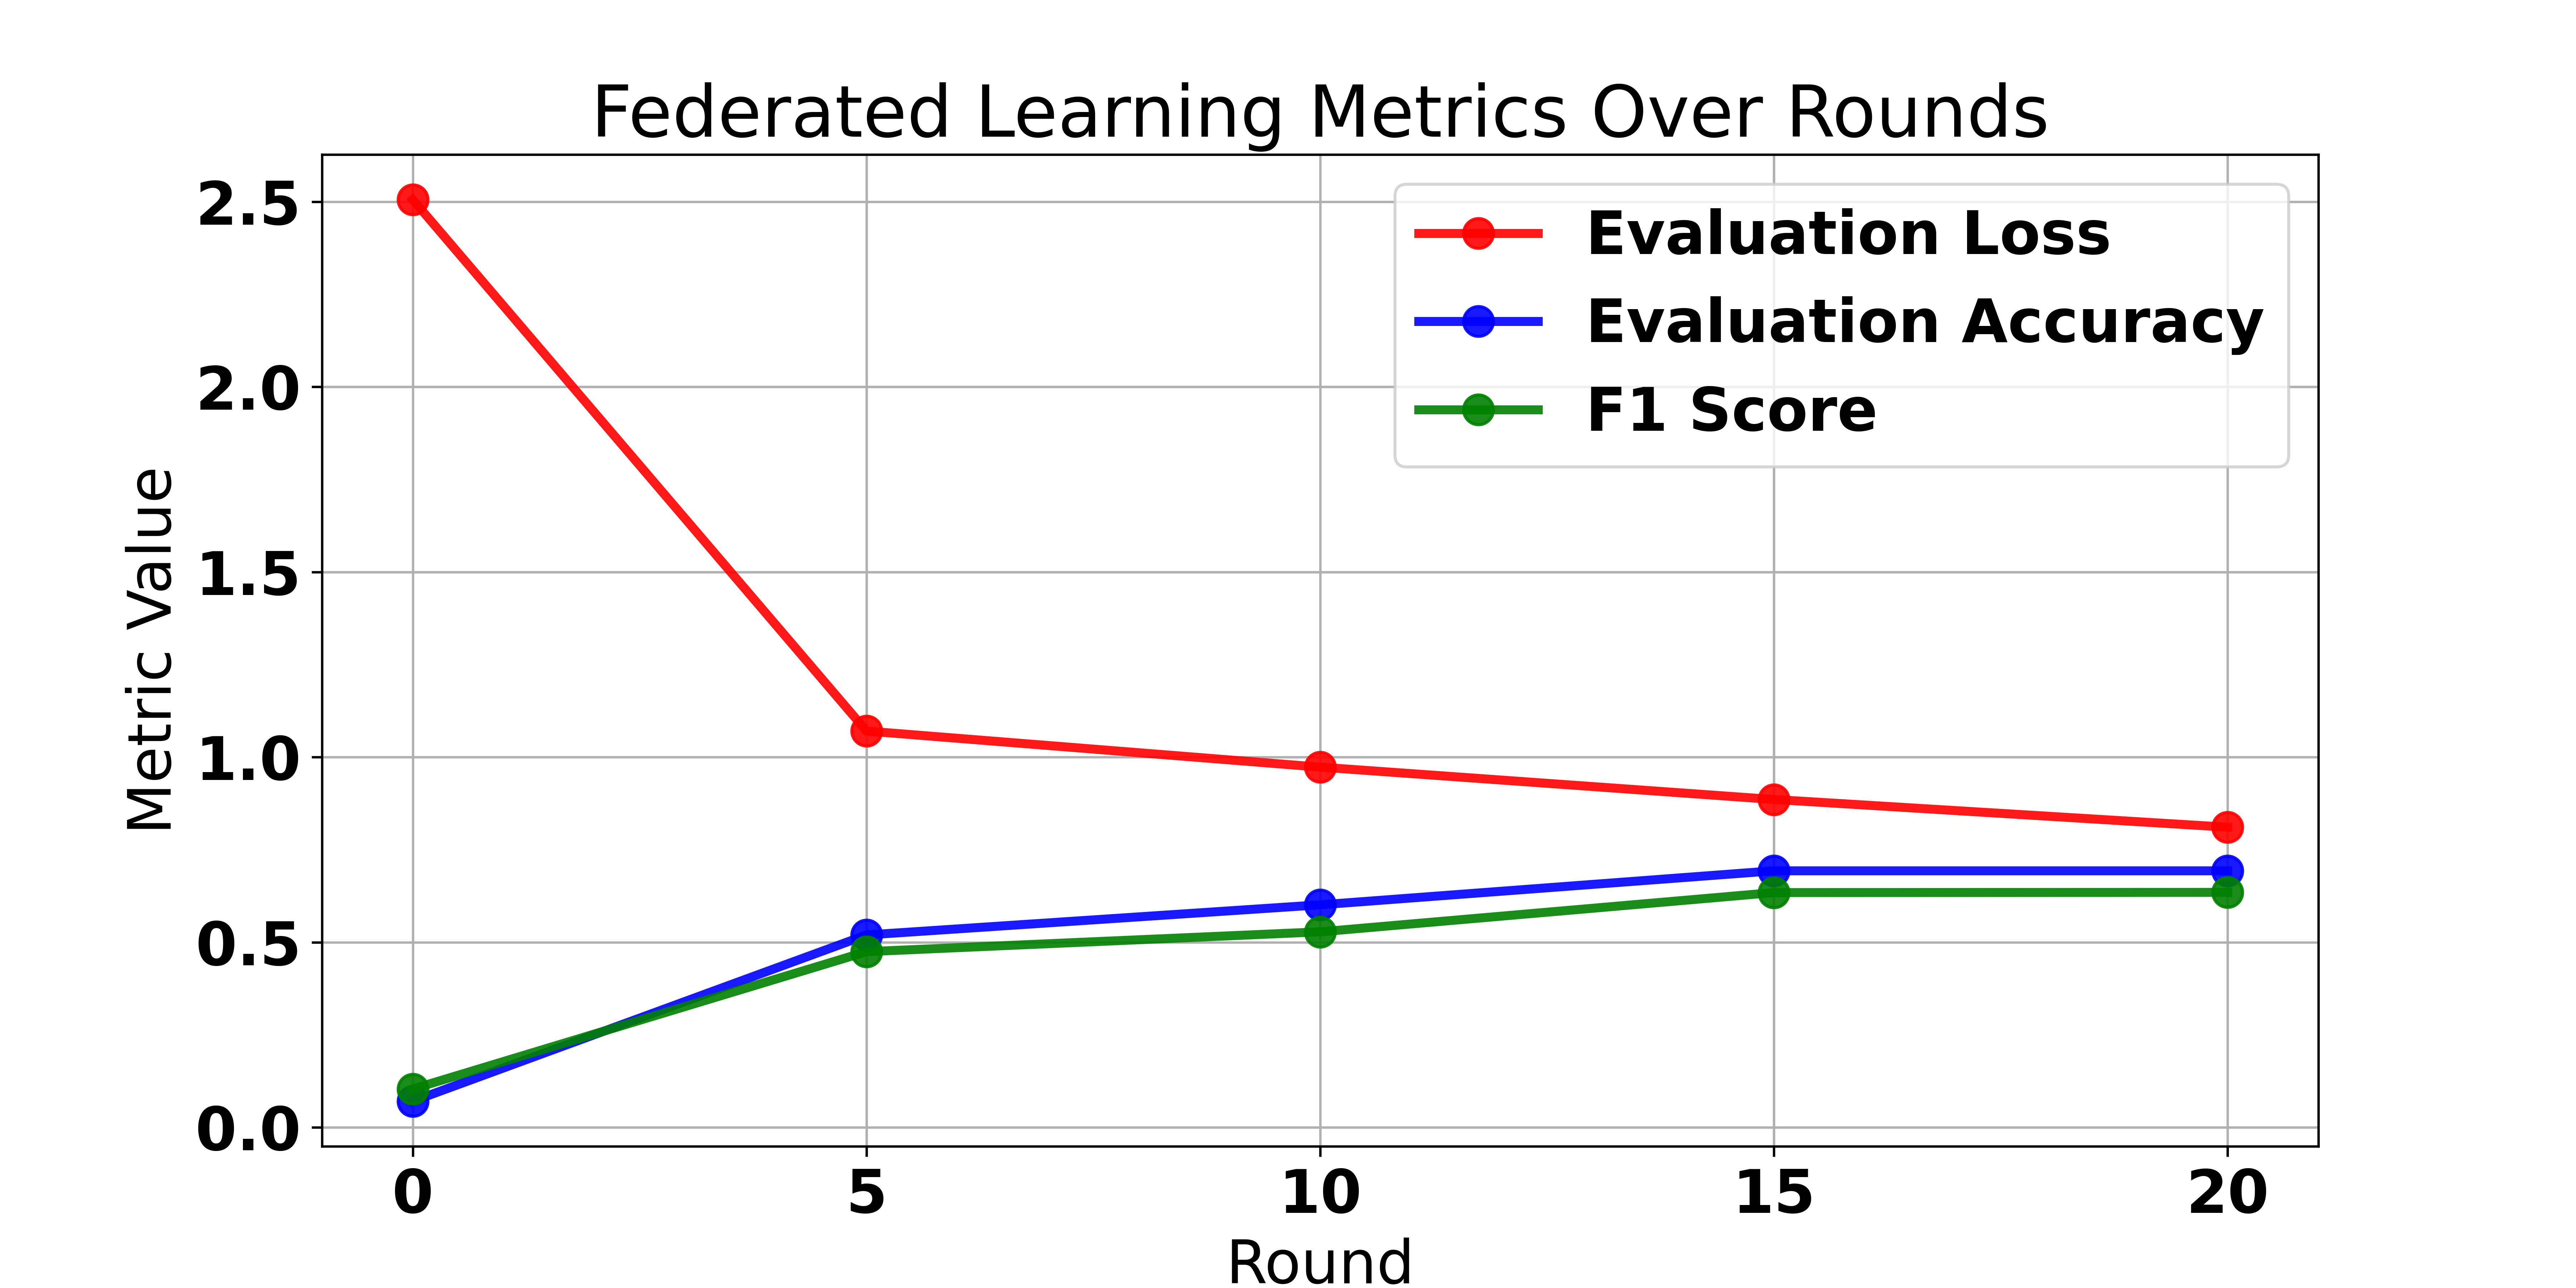 Federated Learning Metrics Over Rounds
2.5
2.0
1.5
1.0
0.5
0.0
Metric Value
Evaluation Loss
Evaluation Accuracy
F1 Score
0 5 10 15 20
Round